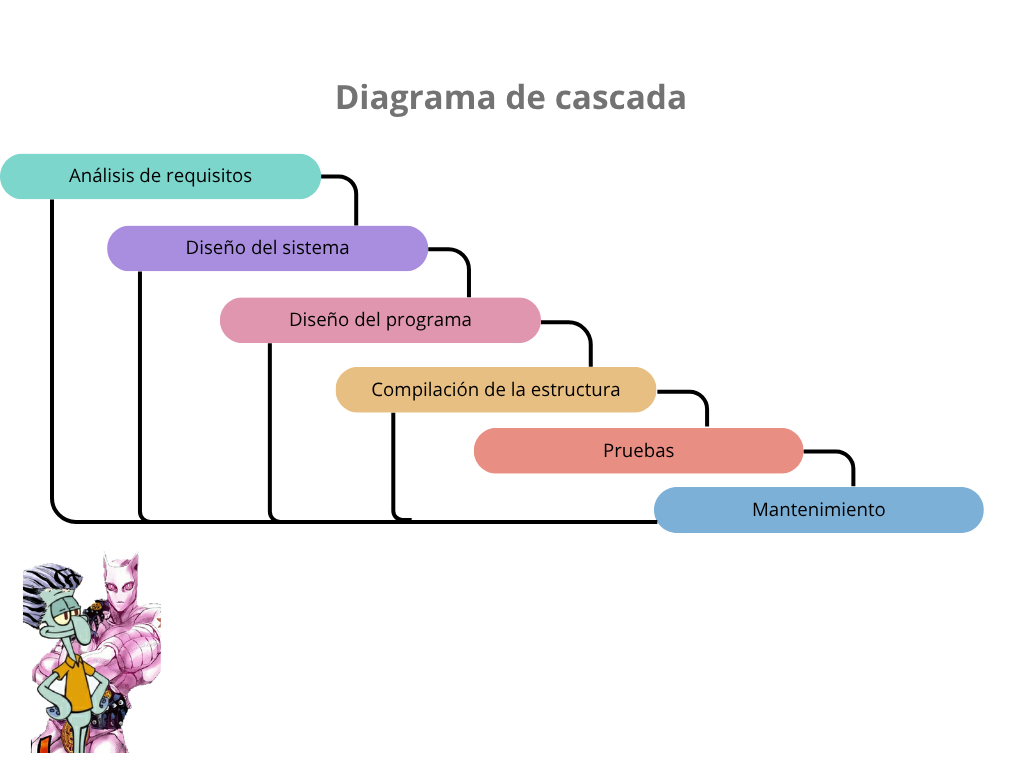 Diagrama de cascada
Análisis de requisitos
Diseño del sistema
Diseño del programa
Compilación de la estructura
Pruebas
Mantenimiento